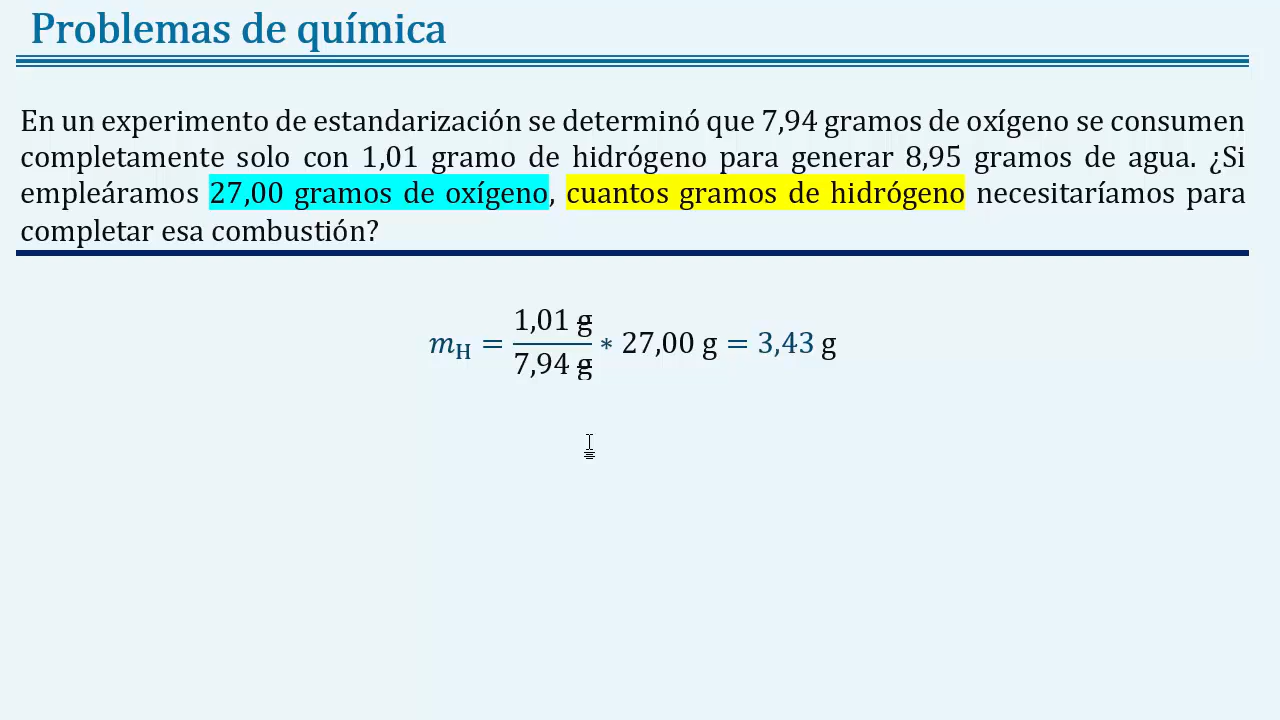 Problemas de química
En un experimento de estandarización se determinó que 7,94 gramos de oxígeno se consumen
completamente solo con 1,01 gramo de hidrógeno para generar 8,95 gramos de agua. ¿Si
empleáramos 27,00 gramos de oxígeno, cuantos gramos de hidrógeno necesitaríamos para
completar esa combustión?
m_H = \frac{1,01 g}{7,94 g} * 27,00 g = 3,43 g